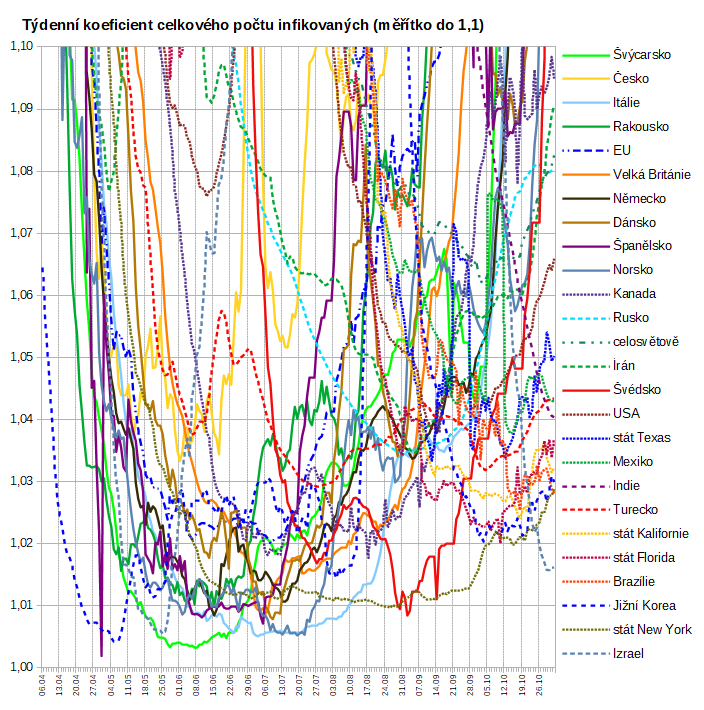 Týdenní koeficient celkového počtu infikovaných (měřítko do 1,1)
1,10
1,09
1,08
1,07
1,06
1,05
1,04
1,03
1,02
1,01
1,00
06.04
13.04
20.04
27.04
04.05
11.05
18.05
25.05
01.06
08.06
15.06
22.06
29.06
06.07
13.07
20.07
27.07
03.08
10.08
17.08
24.08
31.08
07.09
14.09
21.09
28.09
05.10
12.10
19.10
26.10
Švýcarsko
Česko
Itálie
Rakousko
EU
Velká Británie
Německo
Dánsko
Španělsko
Norsko
Kanada
Rusko
celosvětově
Írán
Švédsko
USA
stát Texas
Mexiko
Indie
Turecko
stát Kalifornie
stát Florida
Brazilie
Jižní Korea
stát New York
Izrael